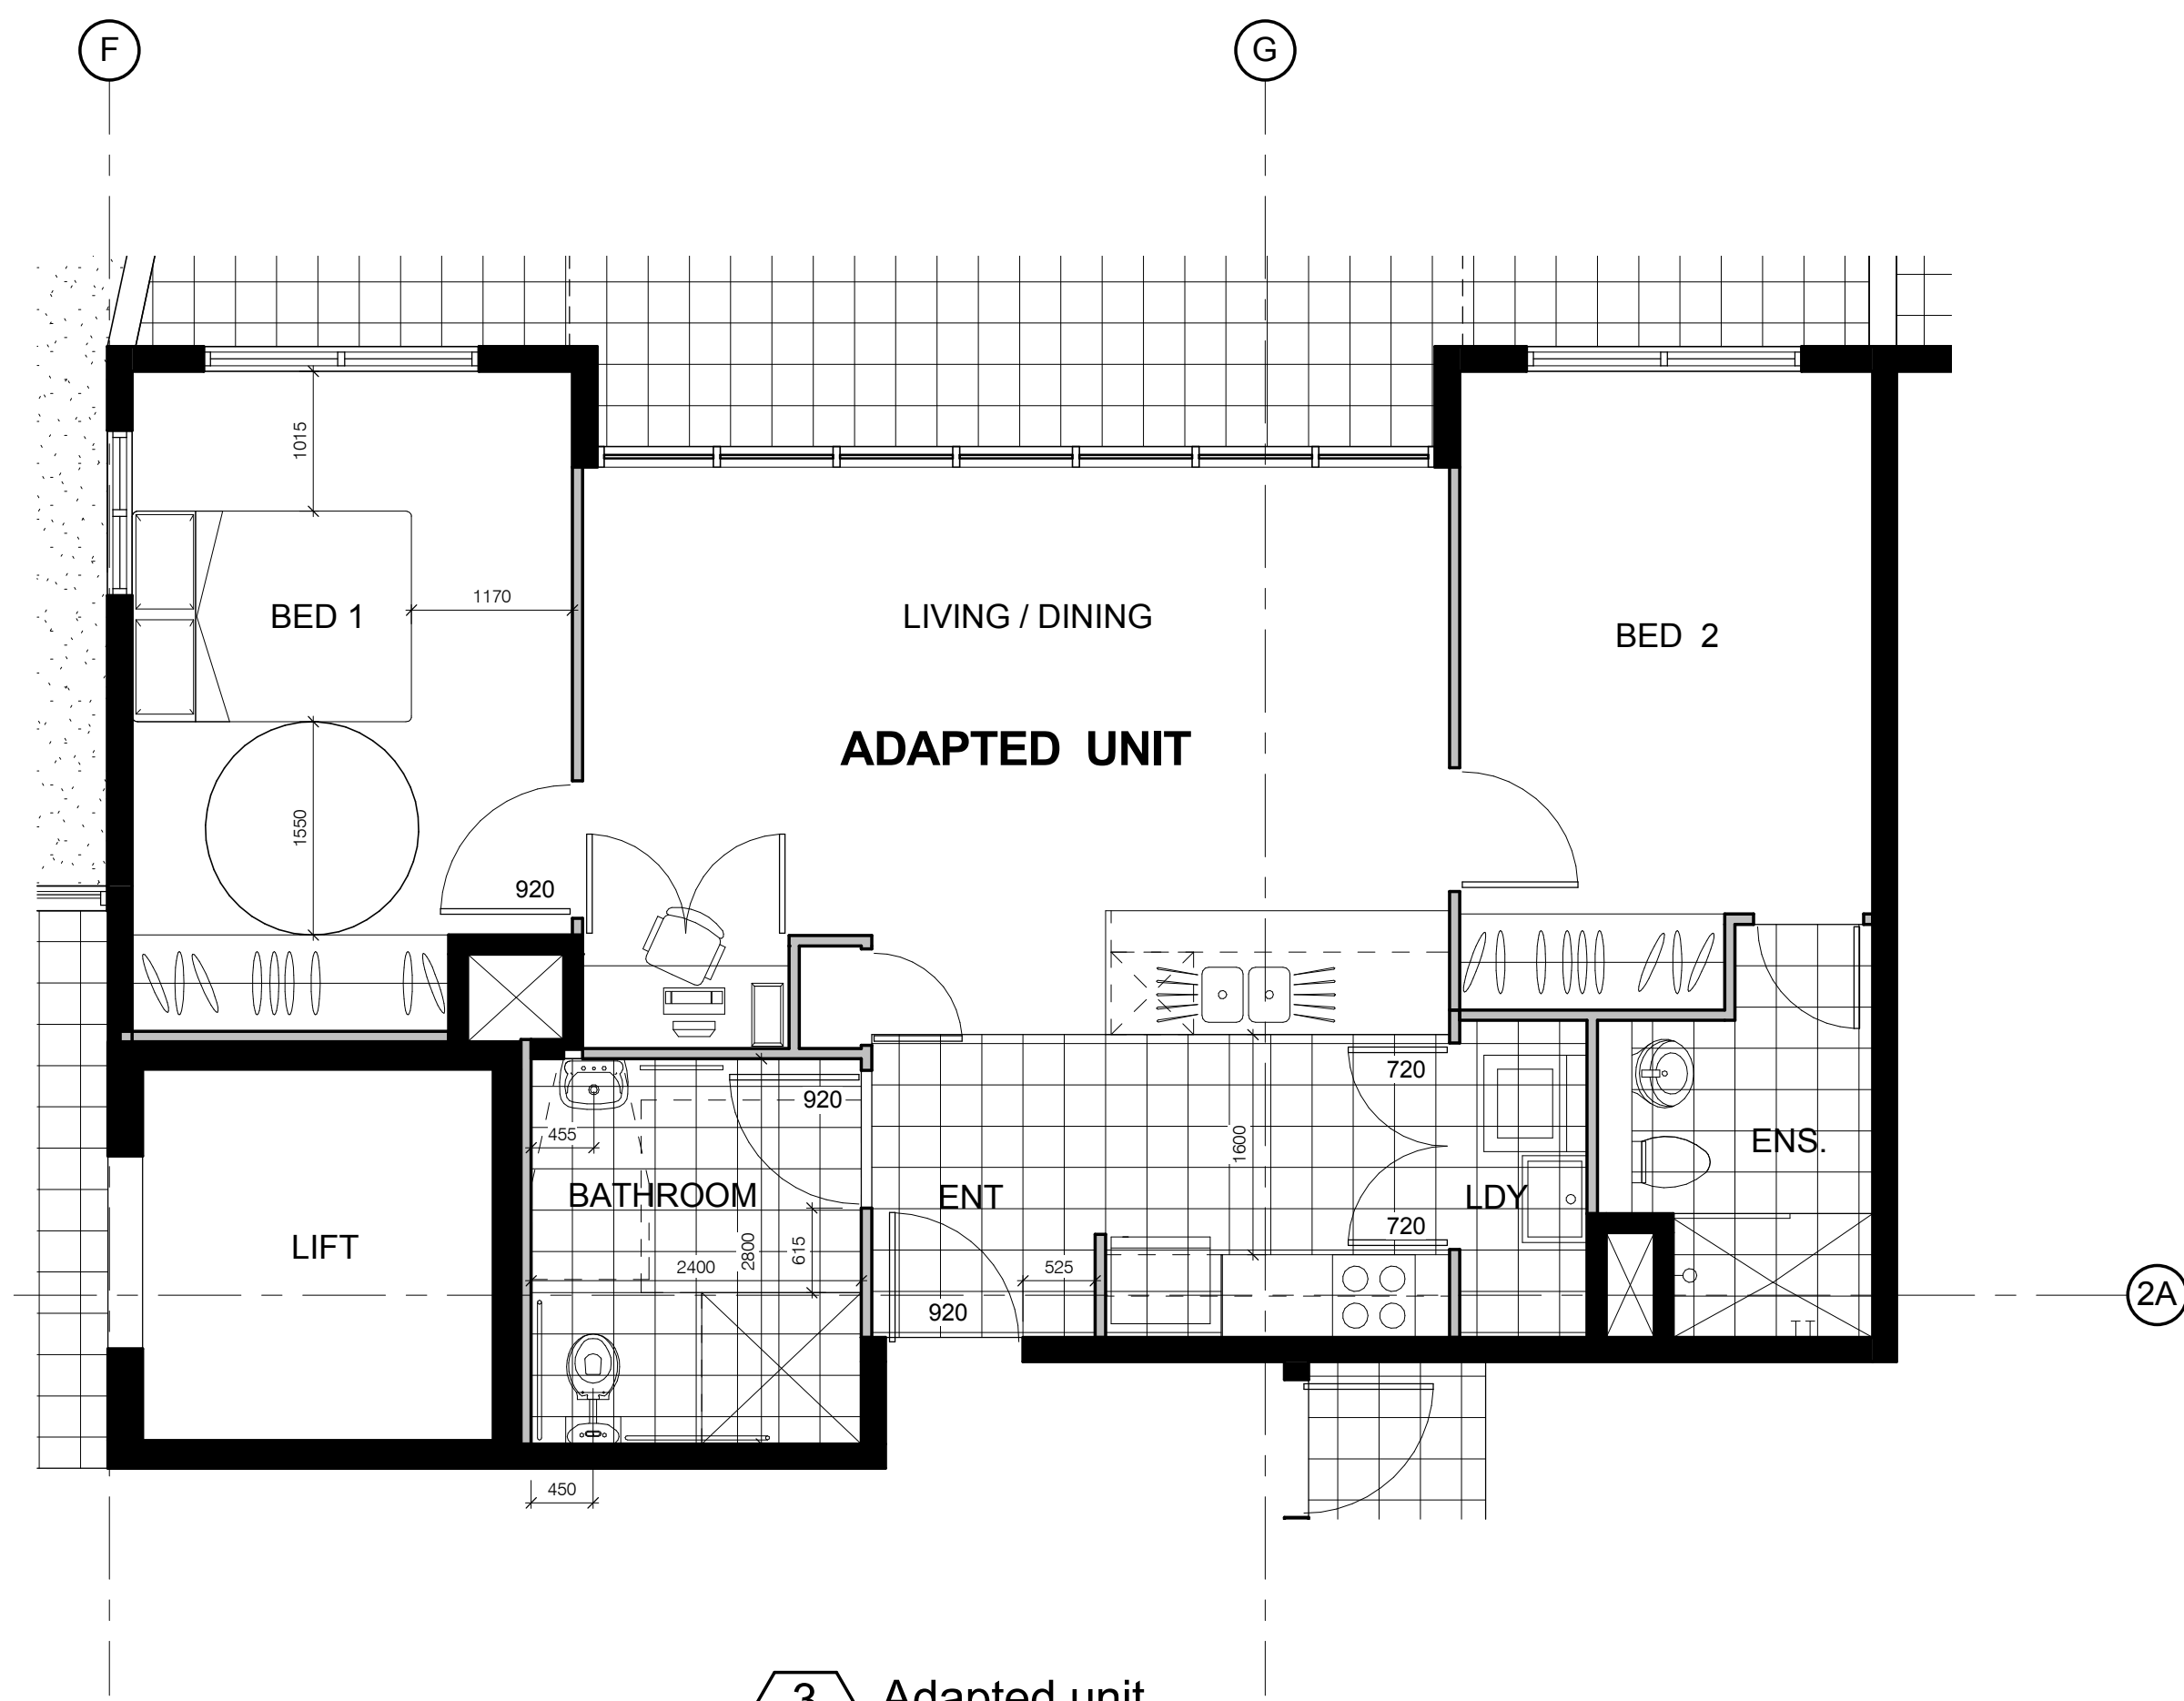 F
G
1015
BED 1
1170
LIVING / DINING
BED 2
ADAPTED UNIT
1550
920
920
720
455
1600
BATHROOM
ENT
LDY
ENS.
LIFT
2400
2800
615
525
720
920
2A
450
3
Adapted unit